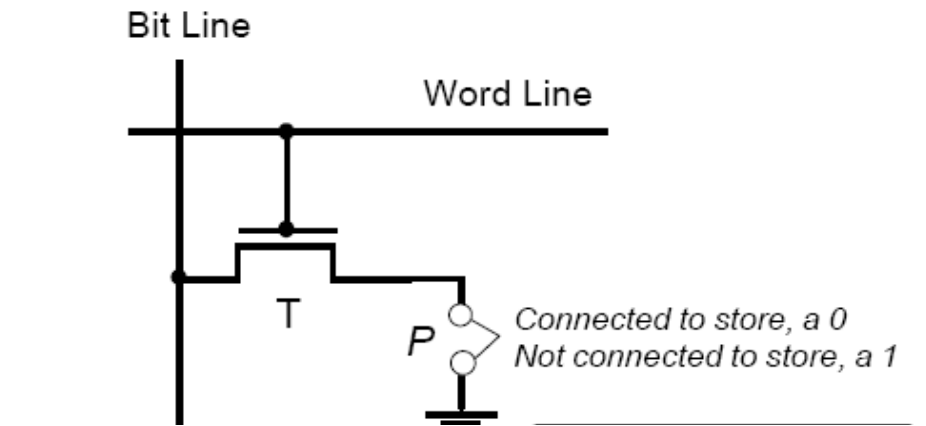 Bit Line
Word Line
T
P
Connected to store, a 0
Not connected to store, a 1